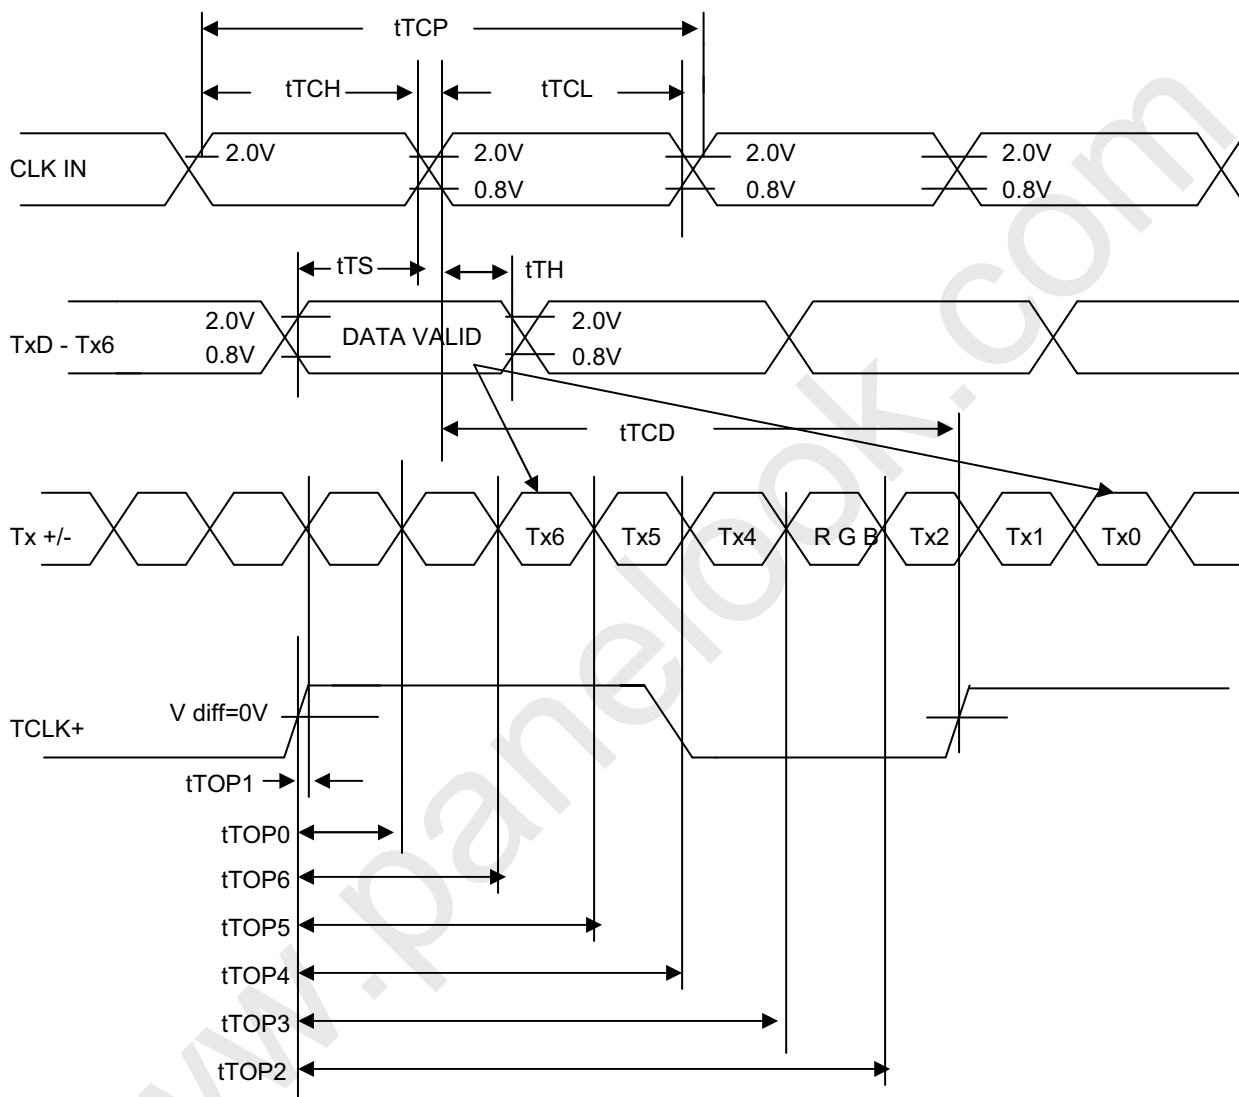 tTCP
tTCH tTCL
CLK IN 2.0V 2.0V 2.0V 2.0V
0.8V 0.8V 0.8V
tTS tTH
2.0V 2.0V
TxD - Tx6 DATA VALID
0.8V 0.8V
tTCD
Tx +/- Tx6 Tx5 Tx4 R G B Tx2 Tx1 Tx0
V diff=0V
TCLK+
tTOP1
tTOP0
tTOP6
tTOP5
tTOP4
tTOP3
tTOP2
www.panelook.com